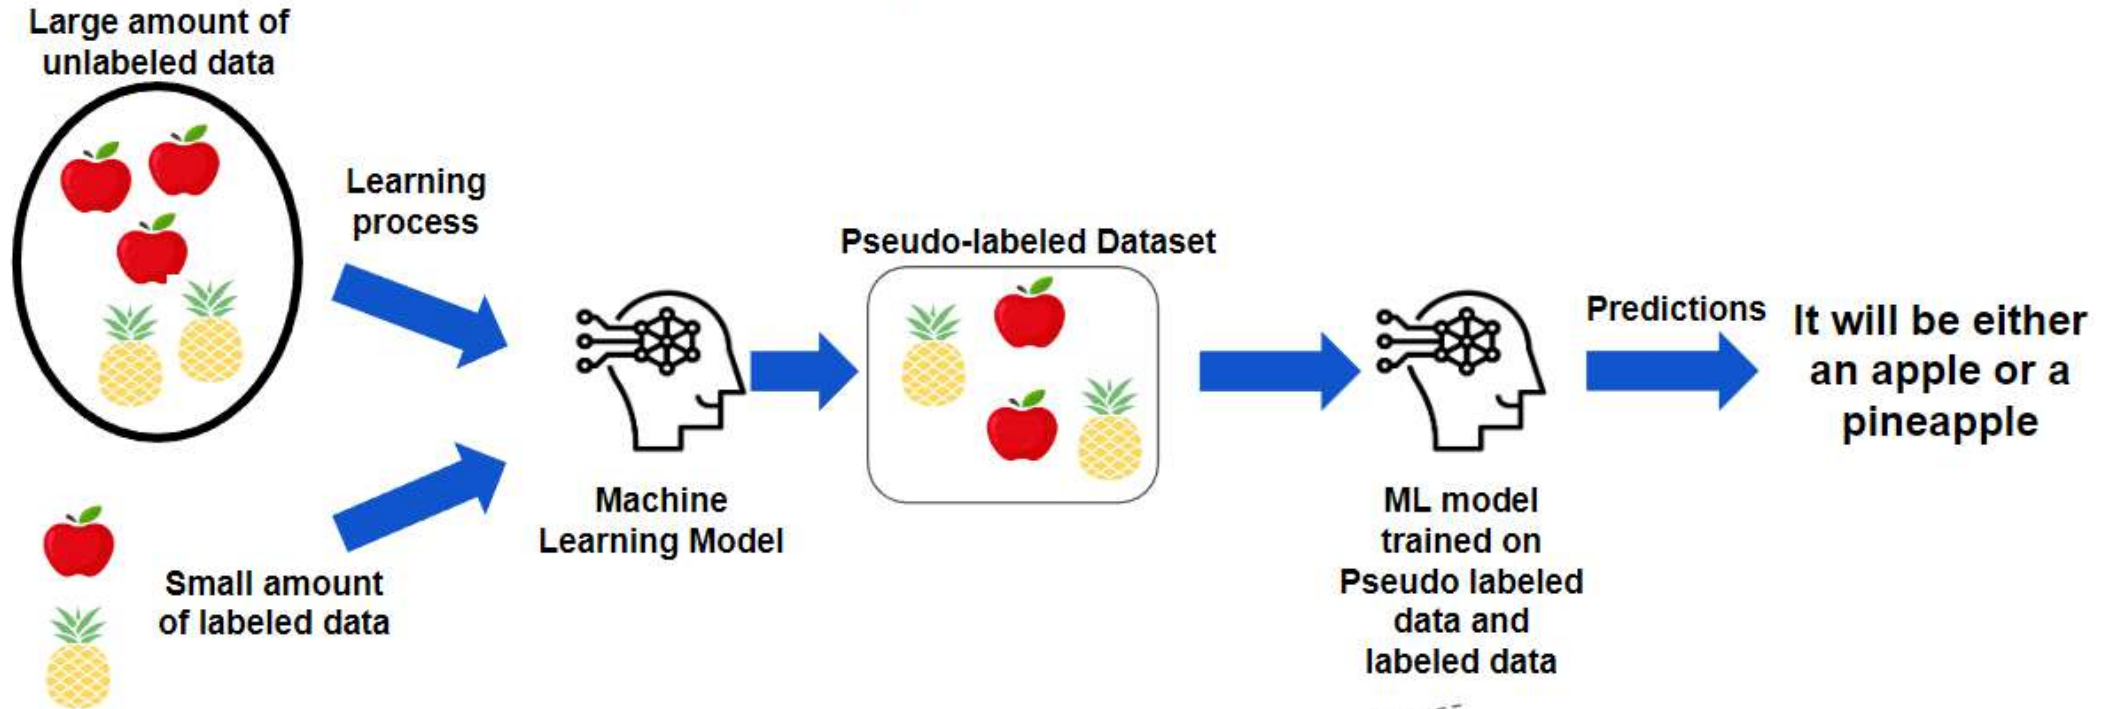 Large amount of
unlabeled data
Learning
process
Small amount
of labeled data
Machine
Learning Model
Pseudo-labeled Dataset
ML model
trained on
Pseudo labeled
data and
labeled data
Predictions
It will be either
an apple or a
pineapple